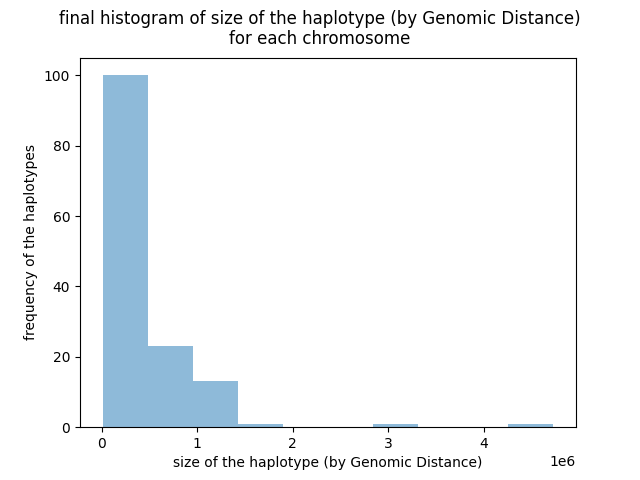 final histogram of size of the haplotype (by Genomic Distance)
for each chromosome
frequency of the haplotypes
100
80
60
40
20
0
0 1 2 3 4
1e6
size of the haplotype (by Genomic Distance)